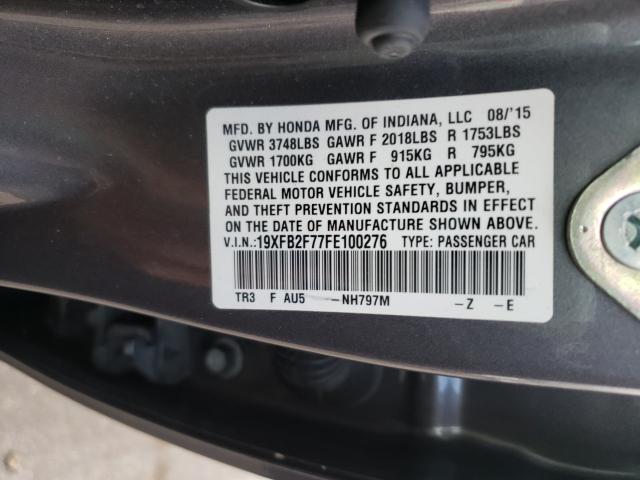 MFD. BY HONDA MFG. OF INDIANA, LLC 08/'15
GVWR 3748LBS GAWR F 2018LBS R 1753LBS
GVWR 1700KG GAWR F 915KG R 795KG
THIS VEHICLE CONFORMS TO ALL APPLICABLE
FEDERAL MOTOR VEHICLE SAFETY, BUMPER,
AND THEFT PREVENTION STANDARDS IN EFFECT
ON THE DATE OF MANUFACTURE SHOWN ABOVE.
V.I.N.:19XFB2F77FE100276 TYPE: PASSENGER CAR
TR3 F AU5 -NH797M -Z -E